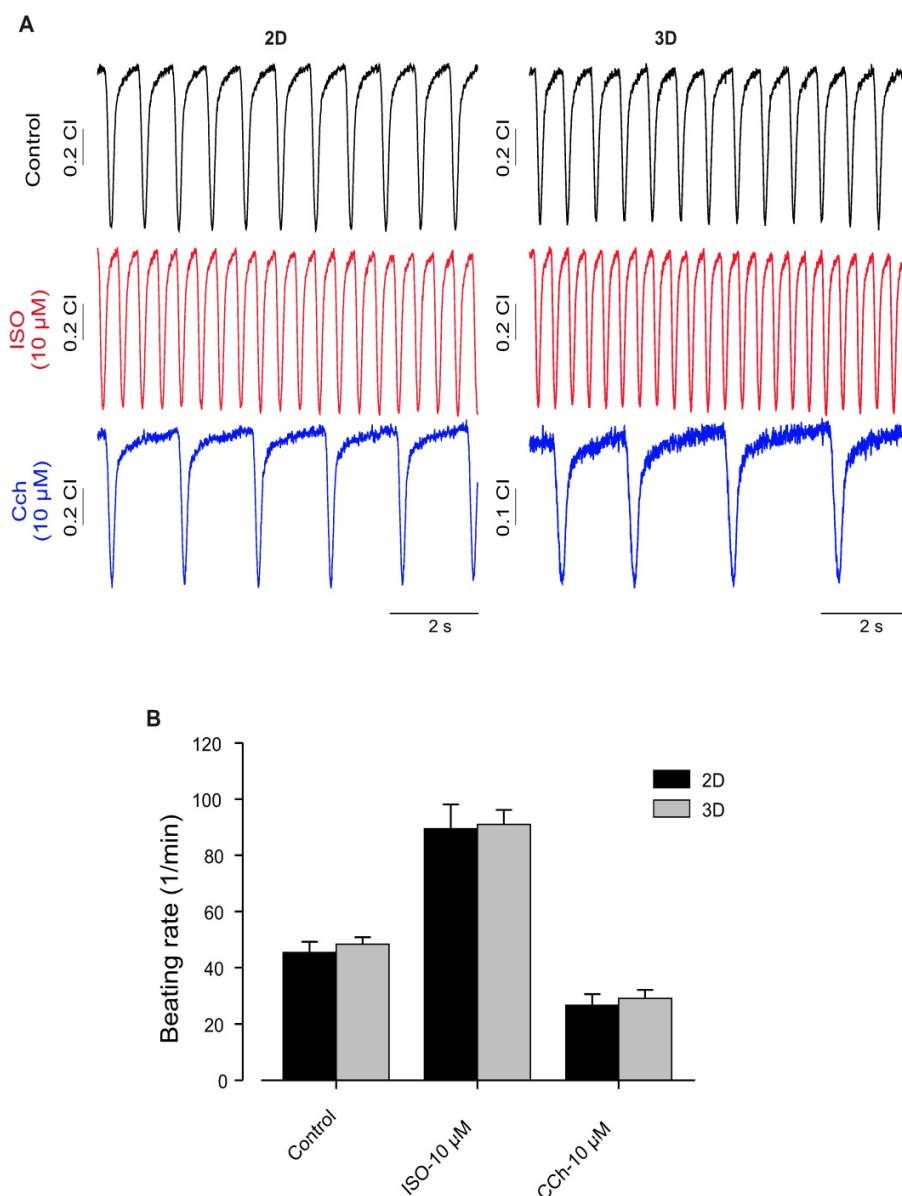 A
2D
3D
Control
0.2 CI
0.2 CI
ISO
(10 µM)
0.2 CI
0.2 CI
Cch
(10 µM)
0.2 CI
0.1 CI
2 s
2 s
B
Beating rate (1/min)
120
100
80
60
40
20
0
2D
3D
Control
ISO-10 µM
CCh-10 µM